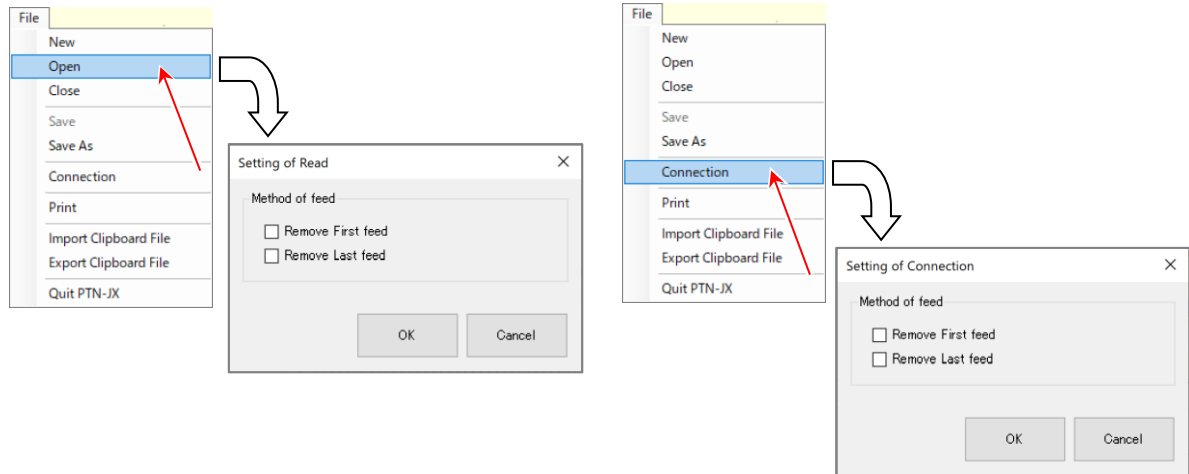 File
New
Open
Close
Save
Save As
Connection
Print
Import Clipboard File
Export Clipboard File
Quit PTN-JX
Setting of Read
Method of feed
Remove First feed
Remove Last feed
OK Cancel
File
New
Open
Close
Save
Save As
Connection
Print
Import Clipboard File
Export Clipboard File
Quit PTN-JX
Setting of Connection
Method of feed
Remove First feed
Remove Last feed
OK Cancel